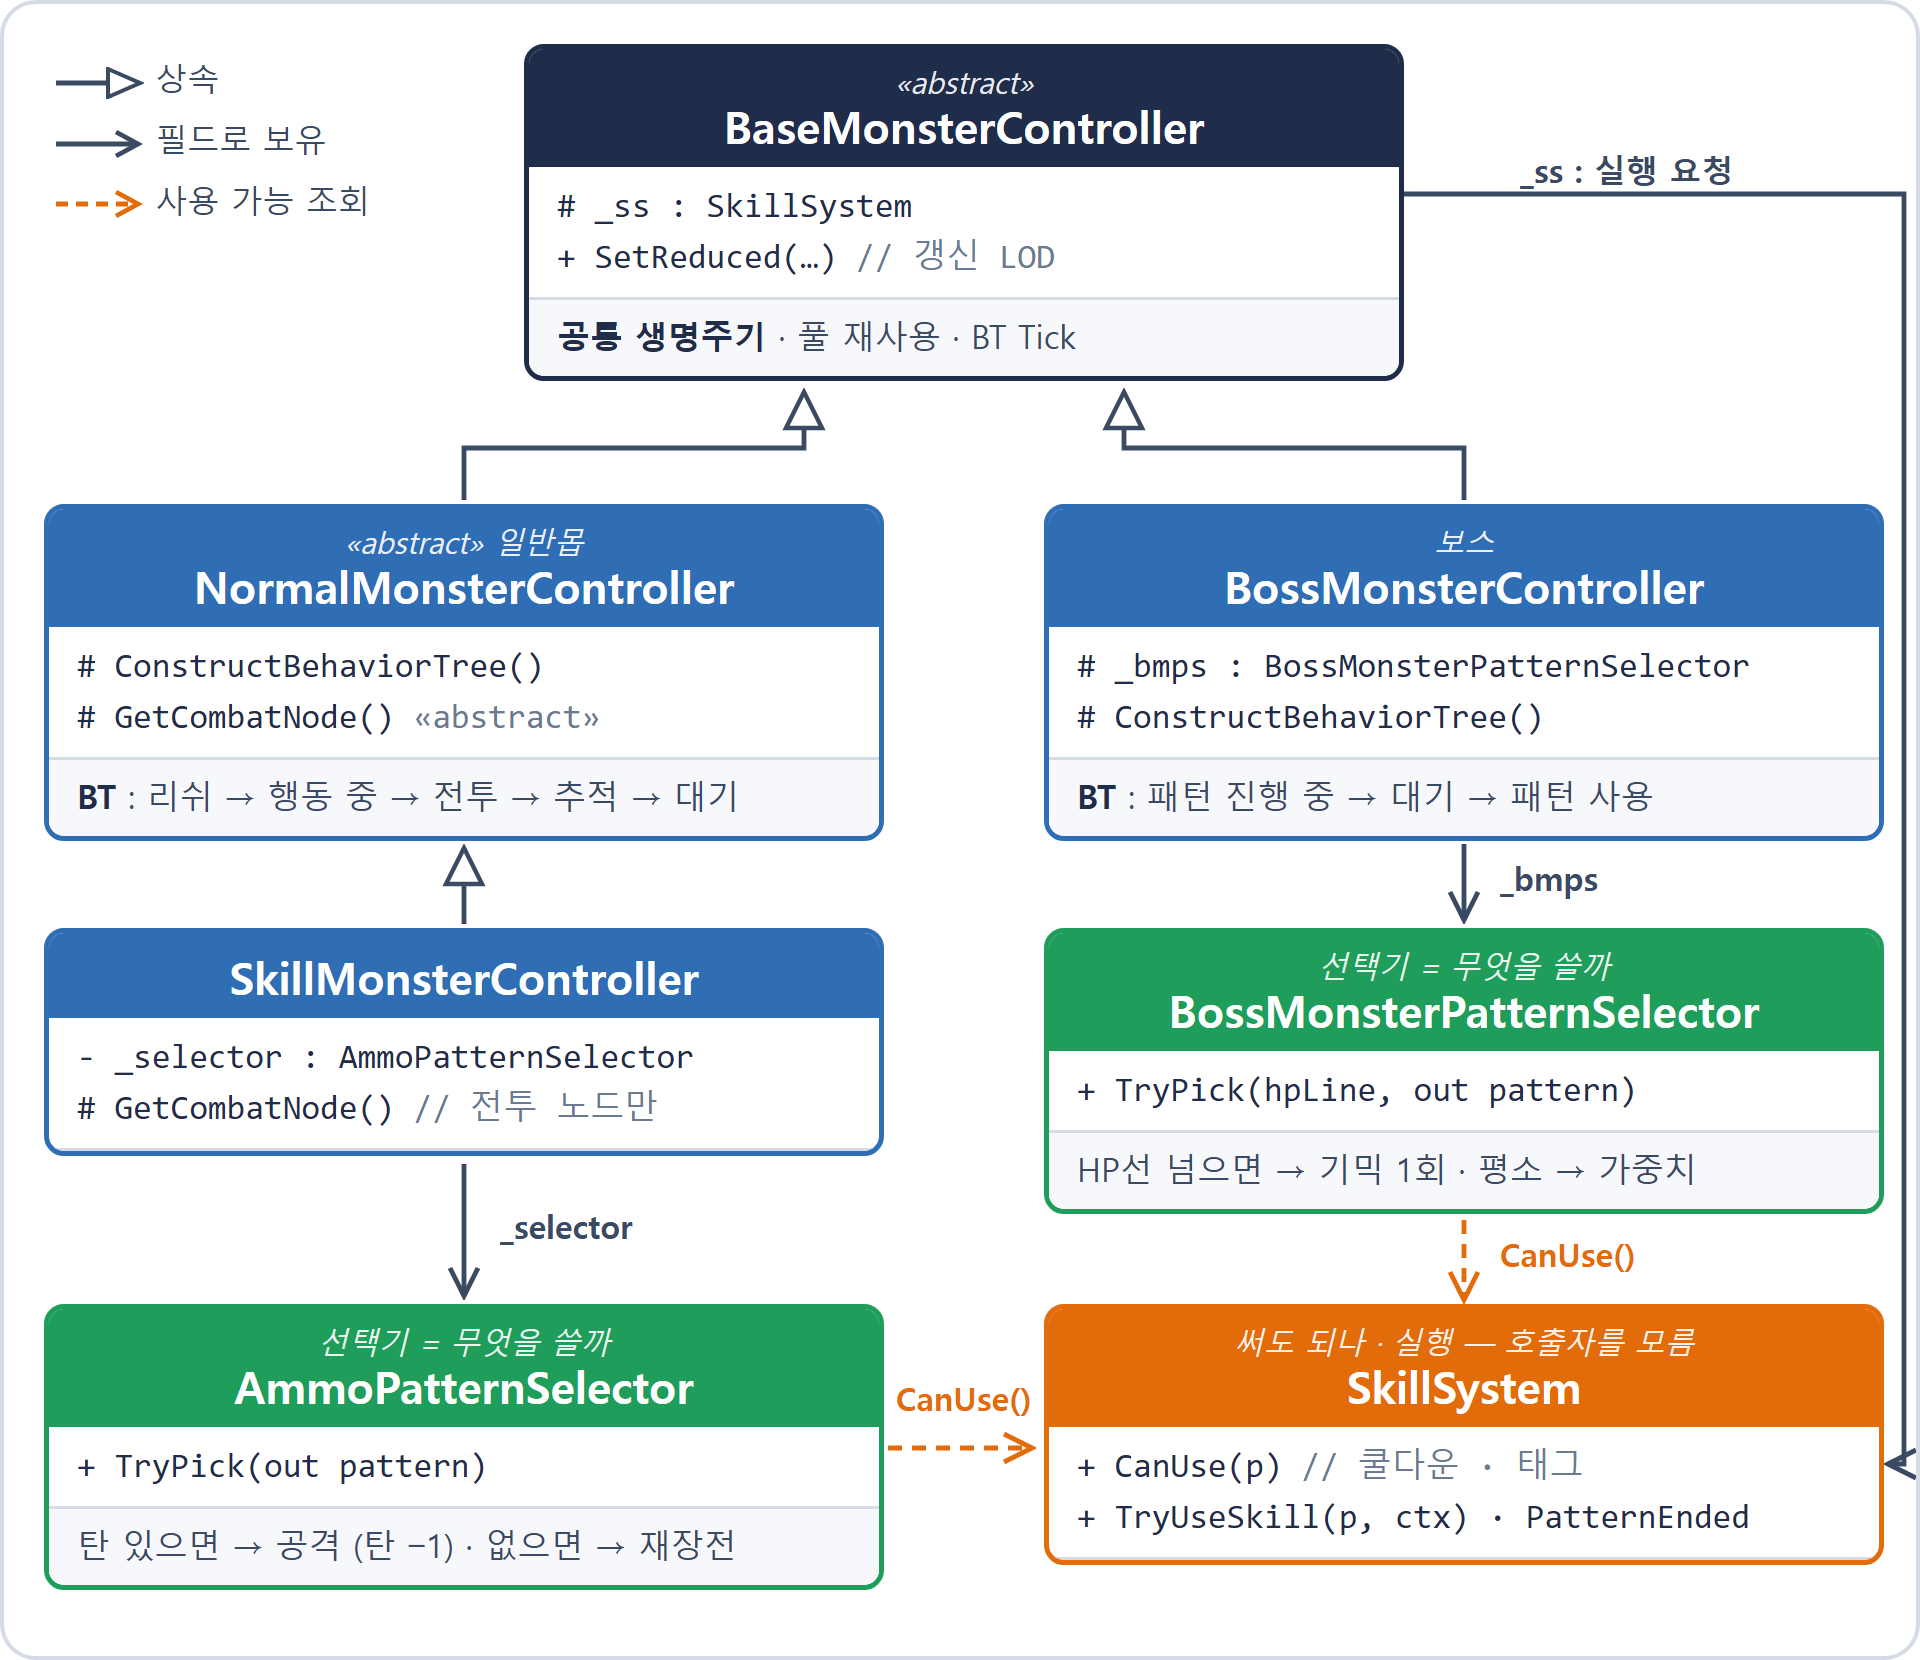 상속
필드로 보유
사용 가능 조회
«abstract»
BaseMonsterController
# _ss : SkillSystem
+ SetReduced(…) // 갱신 LOD
공통 생명주기 · 풀 재사용 · BT Tick
_ss : 실행 요청
«abstract» 일반몹
NormalMonsterController
# ConstructBehaviorTree()
# GetCombatNode() «abstract»
BT : 리쉬 → 행동 중 → 전투 → 추적 → 대기
보스
BossMonsterController
# _bmps : BossMonsterPatternSelector
# ConstructBehaviorTree()
BT : 패턴 진행 중 → 대기 → 패턴 사용
_bmps
SkillMonsterController
- _selector : AmmoPatternSelector
# GetCombatNode() // 전투 노드만
_selector
선택기 = 무엇을 쓸까
BossMonsterPatternSelector
+ TryPick(hpLine, out pattern)
HP선 넘으면 → 기믹 1회 · 평소 → 가중치
CanUse()
선택기 = 무엇을 쓸까
AmmoPatternSelector
+ TryPick(out pattern)
탄 있으면 → 공격 (탄 −1) · 없으면 → 재장전
CanUse()
써도 되나 · 실행 — 호출자를 모름
SkillSystem
+ CanUse(p) // 쿨다운 · 태그
+ TryUseSkill(p, ctx) · PatternEnded